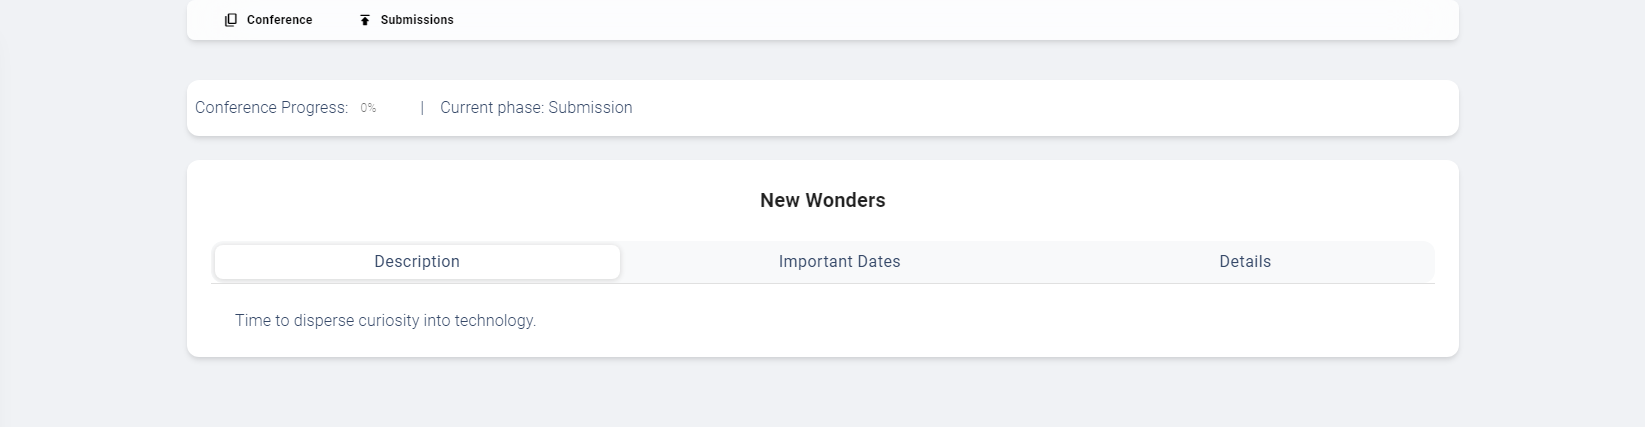 Conference Submissions
Conference Progress: 0% | Current phase: Submission
New Wonders
Description Important Dates Details
Time to disperse curiosity into technology.